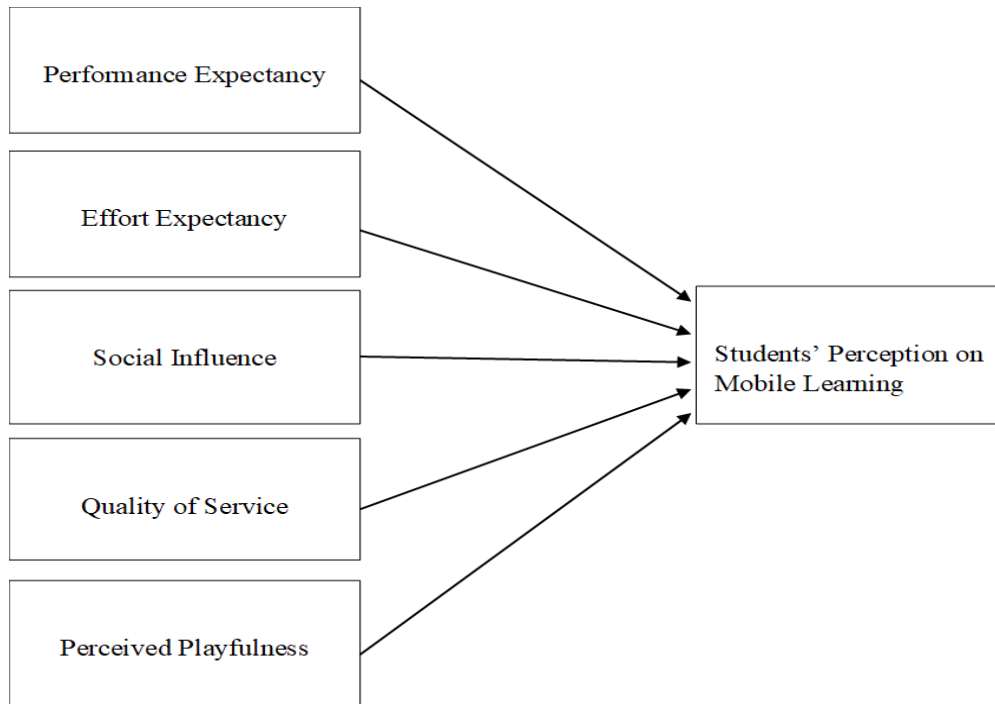 Performance Expectancy
Effort Expectancy
Social Influence
Quality of Service
Perceived Playfulness
Students’ Perception on
Mobile Learning